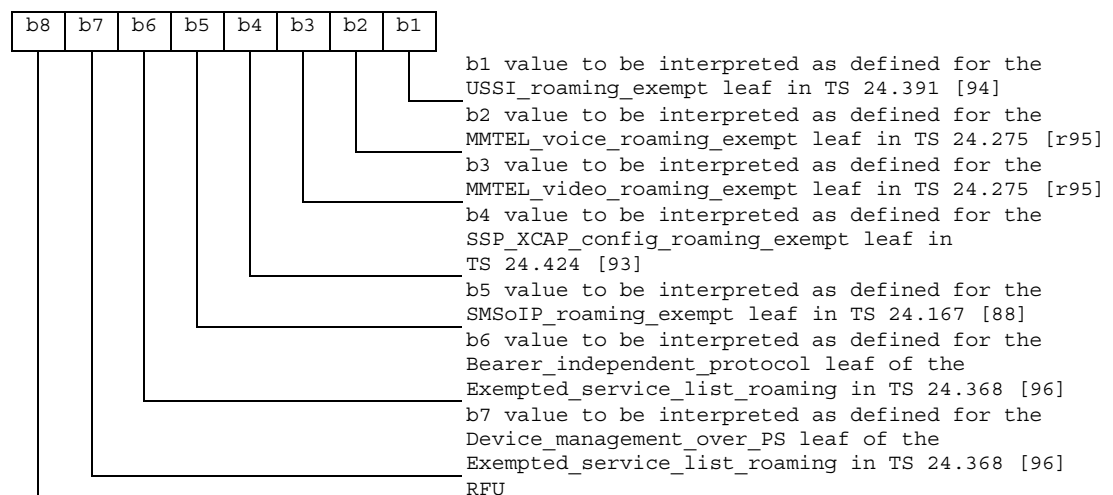 b8 b7 b6 b5 b4 b3 b2 b1
b1 value to be interpreted as defined for the
USSI_roaming_exempt leaf in TS 24.391 [94]
b2 value to be interpreted as defined for the
MMTEL_voice_roaming_exempt leaf in TS 24.275 [r95]
b3 value to be interpreted as defined for the
MMTEL_video_roaming_exempt leaf in TS 24.275 [r95]
b4 value to be interpreted as defined for the
SSP_XCAP_config_roaming_exempt leaf in
TS 24.424 [93]
b5 value to be interpreted as defined for the
SMSoIP_roaming_exempt leaf in TS 24.167 [88]
b6 value to be interpreted as defined for the
Bearer_independent_protocol leaf of the
Exempted_service_list_roaming in TS 24.368 [96]
b7 value to be interpreted as defined for the
Device_management_over_PS leaf of the
Exempted_service_list_roaming in TS 24.368 [96]
RFU